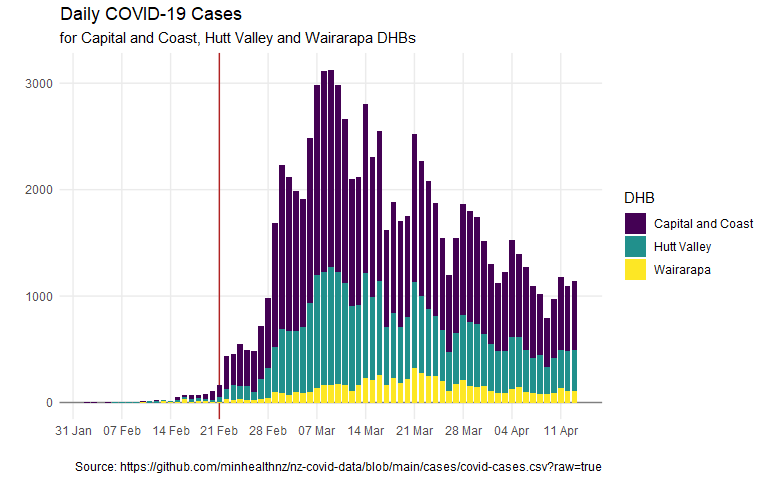 Daily COVID-19 Cases
for Capital and Coast, Hutt Valley and Wairarapa DHBs
3000
2000
1000
0
31 Jan 07 Feb 14 Feb 21 Feb 28 Feb 07 Mar 14 Mar 21 Mar 28 Mar 04 Apr 11 Apr
DHB
Capital and Coast
Hutt Valley
Wairarapa
Source: https://github.com/minhealthnz/nz-covid-data/blob/main/cases/covid-cases.csv?raw=true